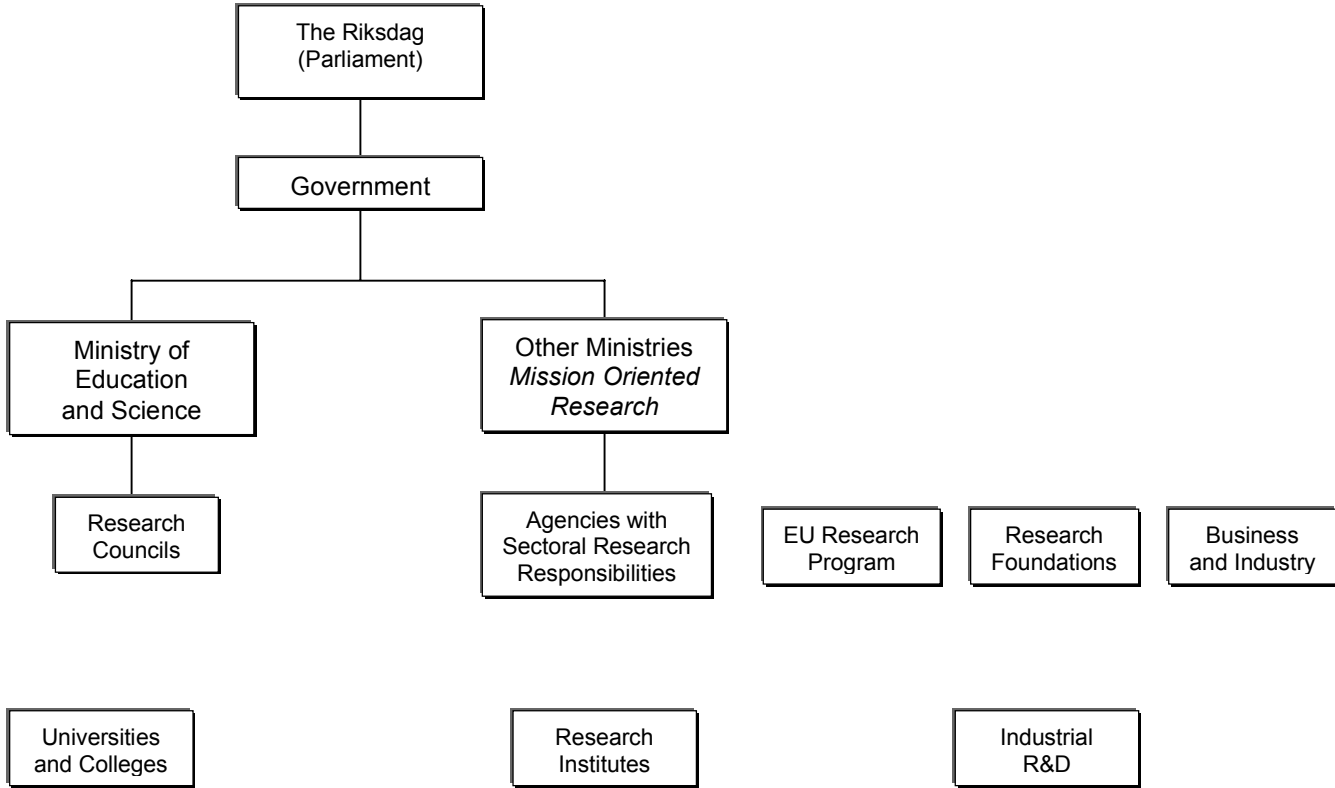 The Riksdag
(Parliament)
Government
Ministry of
Education
and Science
Other Ministries
Mission Oriented
Research
Research
Councils
Agencies with
Sectoral Research
Responsibilities
EU Research
Program
Research
Foundations
Business
and Industry
Universities
and Colleges
Research
Institutes
Industrial
R&D